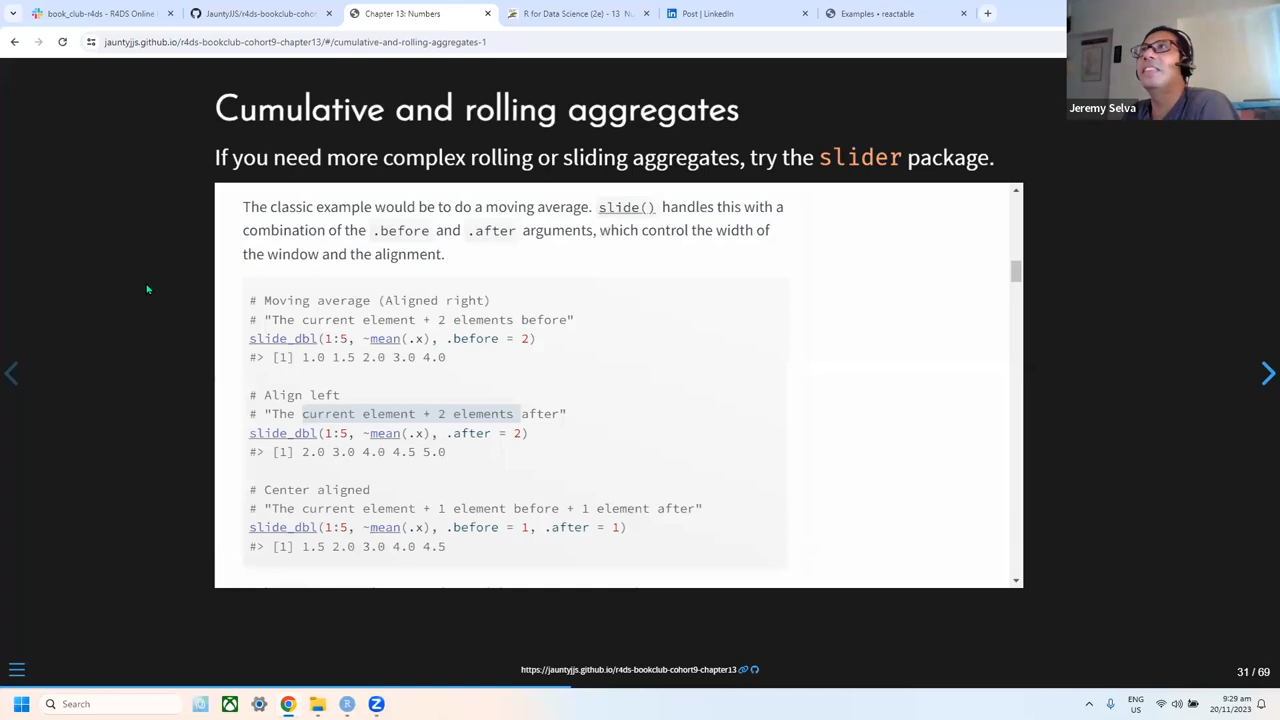 book_club-r4ds - R4DS Online
JauntyJJS/r4ds-bookclub-cohor
Chapter 13: Numbers
R for Data Science (2e) - 13 Nu
Post | LinkedIn
Examples – reactable
jauntyjjs.github.io/r4ds-bookclub-cohort9-chapter13/#/cumulative-and-rolling-aggregates-1
Jeremy Selva
Cumulative and rolling aggregates
If you need more complex rolling or sliding aggregates, try the slider package.
The classic example would be to do a moving average. slide() handles this with a
combination of the .before and .after arguments, which control the width of
the window and the alignment.
# Moving average (Aligned right)
# "The current element + 2 elements before"
slide_dbl(1:5, ~mean(.x), .before = 2)
#> [1] 1.0 1.5 2.0 3.0 4.0
# Align left
# "The current element + 2 elements after"
slide_dbl(1:5, ~mean(.x), .after = 2)
#> [1] 2.0 3.0 4.0 4.5 5.0
# Center aligned
# "The current element + 1 element before + 1 element after"
slide_dbl(1:5, ~mean(.x), .before = 1, .after = 1)
#> [1] 1.5 2.0 3.0 4.0 4.5
https://jauntyjjs.github.io/r4ds-bookclub-cohort9-chapter13
31 / 69
Search
ENG
US
9:29 am
20/11/2023